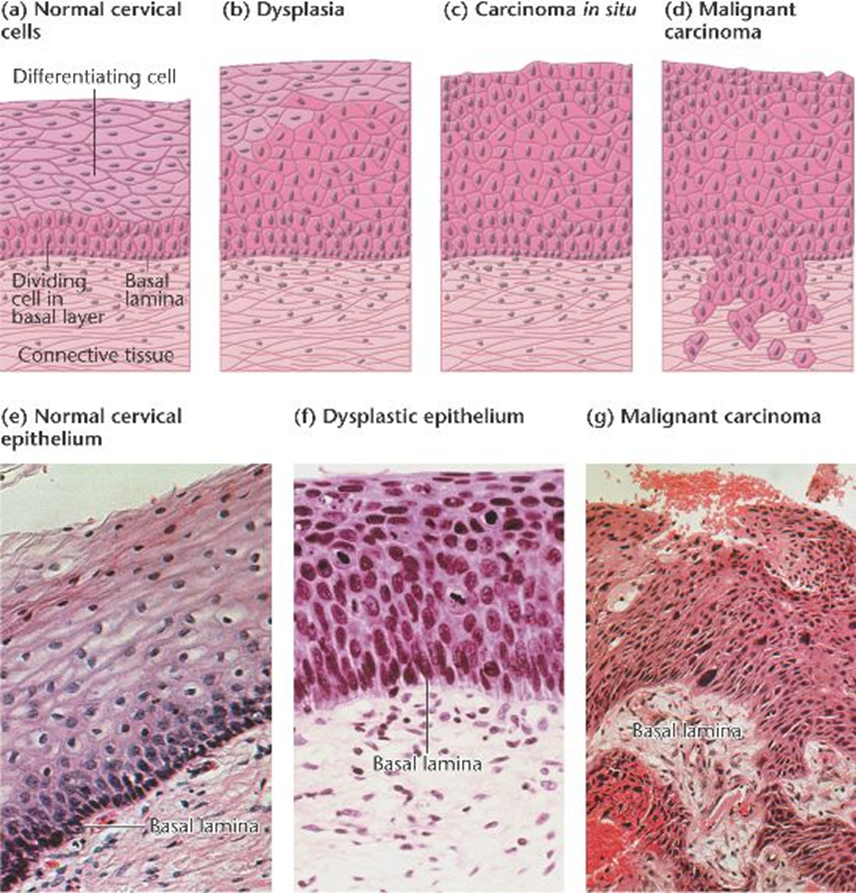 (a) Normal cervical
cells
(b) Dysplasia
(c) Carcinoma in situ
(d) Malignant
carcinoma
Differentiating cell
Dividing
cell in
basal layer
Basal
lamina
Connective tissue
(e) Normal cervical
epithelium
(f) Dysplastic epithelium
(g) Malignant carcinoma
Basal lamina
Basal lamina
Basal lamina